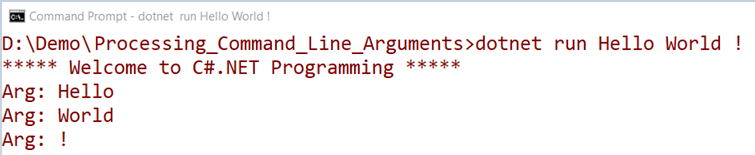 Command Prompt - dotnet  run Hello World !
D:\Demo\Processing_Command_Line_Arguments>dotnet run Hello World !
***** Welcome to C#.NET Programming *****
Arg: Hello
Arg: World
Arg: !